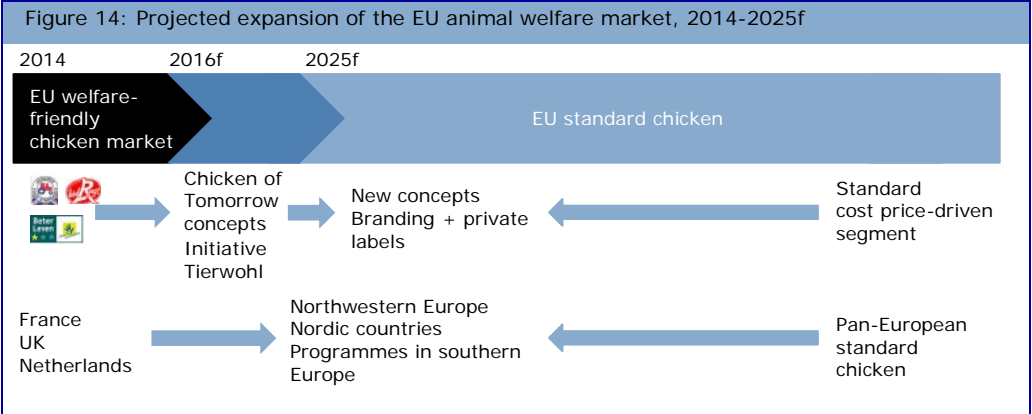 Figure 14: Projected expansion of the EU animal welfare market, 2014-2025f
2014
2016f
2025f
EU welfare-
friendly
chicken market
EU standard chicken
Beter
Leven
Chicken of
Tomorrow
concepts
Initiative
Tierwohl
New concepts
Branding + private
labels
Standard
cost price-driven
segment
France
UK
Netherlands
Northwestern Europe
Nordic countries
Programmes in southern
Europe
Pan-European
standard
chicken